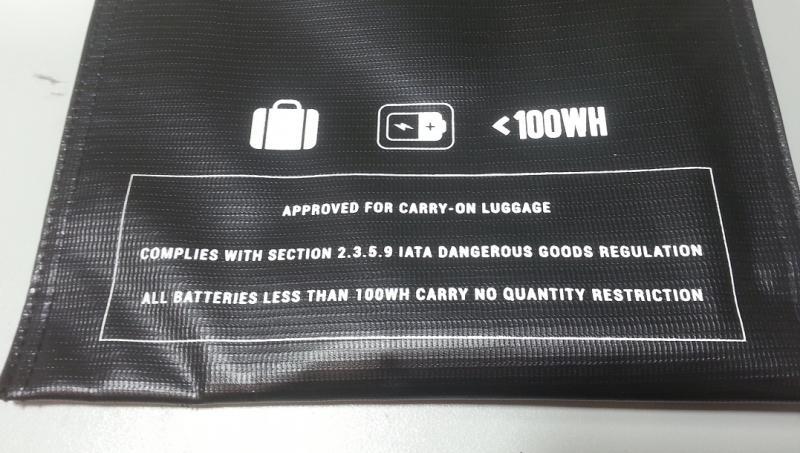 <100WH
APPROVED FOR CARRY-ON LUGGAGE
COMPLIES WITH SECTION 2.3.5.9 IATA DANGEROUS GOODS REGULATION
ALL BATTERIES LESS THAN 100WH CARRY NO QUANTITY RESTRICTION